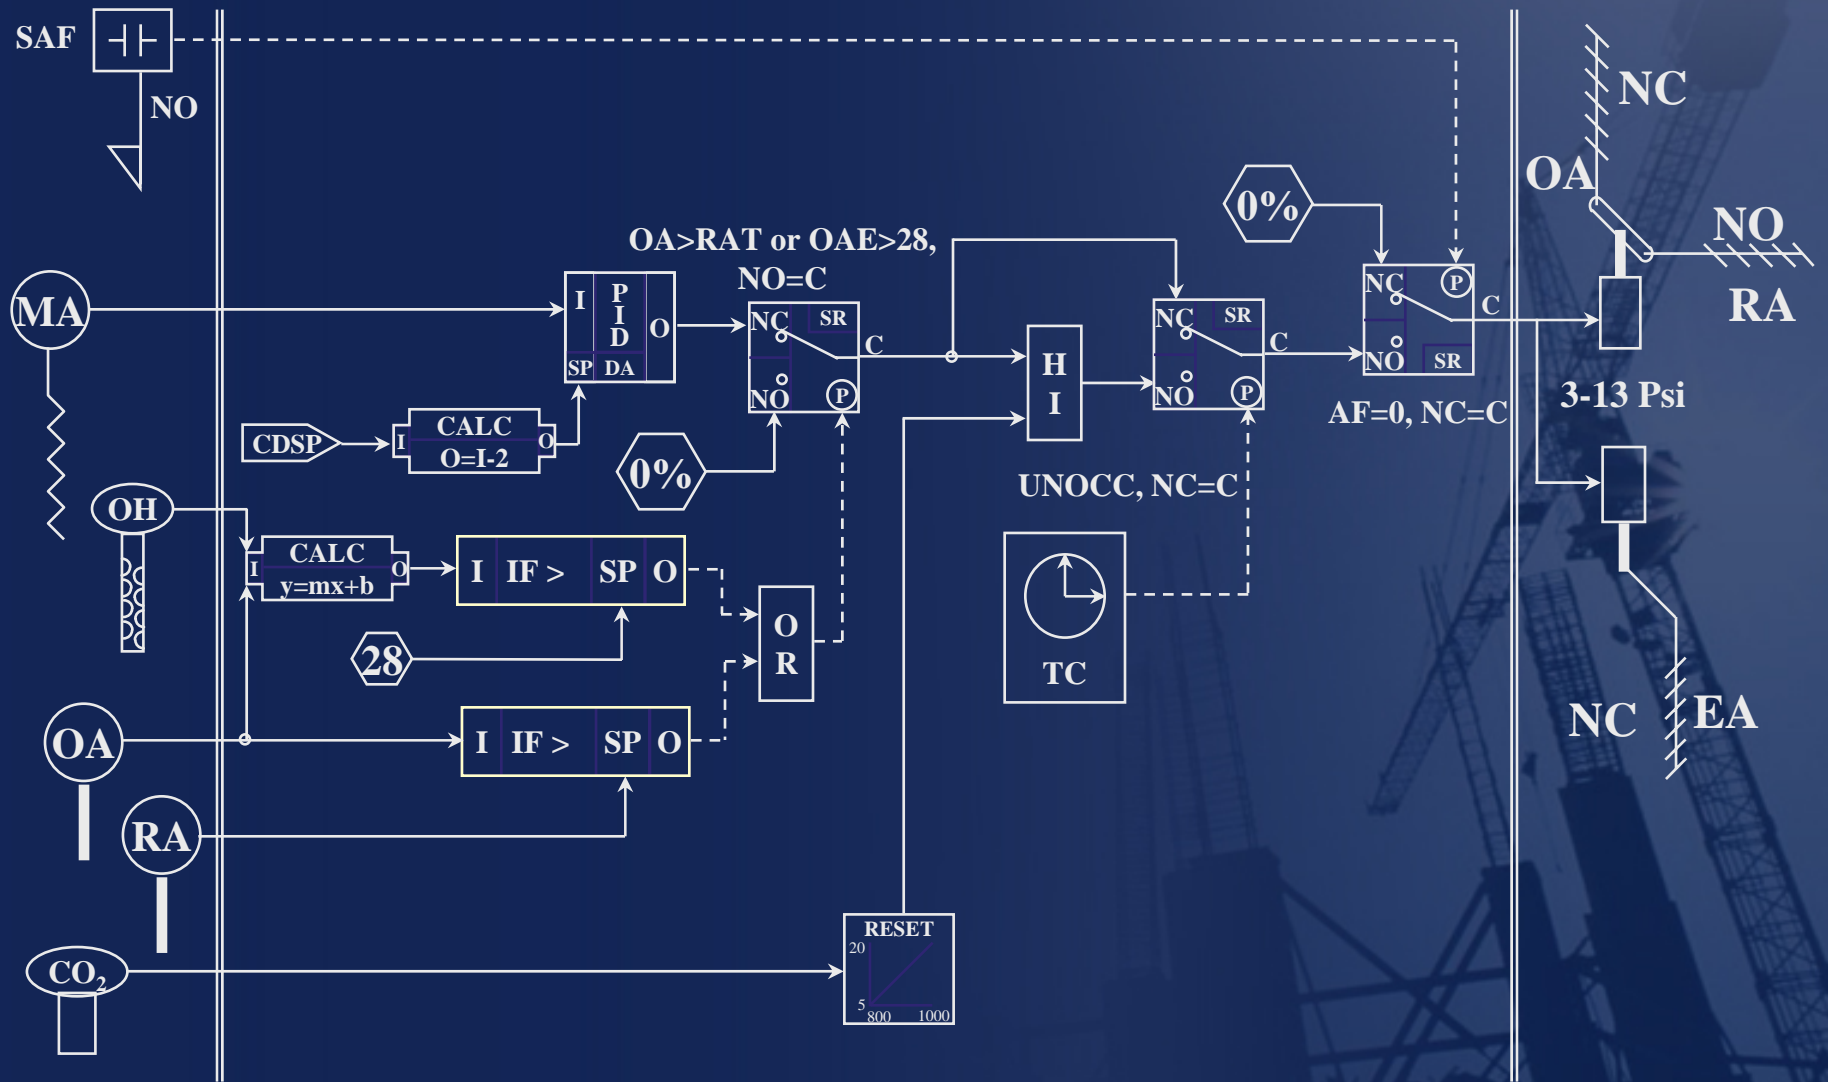 SAF
NO
NC
OA
NO
RA
0%
OA>RAT or OAE>28,
NO=C
MA
I
P
I
D
O
SP
DA
NC
SR
C
NO
P
H
I
NC
SR
C
NO
P
NC
P
C
NO
SR
3-13 Psi
AF=0, NC=C
CDSP
I
CALC
O=I-2
O
0%
UNOCC, NC=C
OH
I
CALC
y=mx+b
O
I
IF >
SP
O
28
O
R
TC
OA
I
IF >
SP
O
NC
EA
RA
CO2
RESET
20
5
800
1000